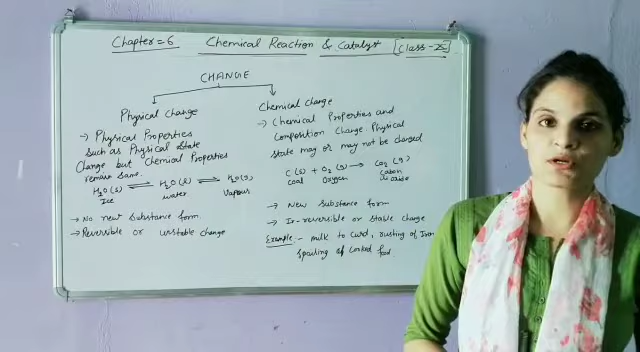 Chapter = 6 Chemical Reaction & Catalyst [Class - IX]
CHANGE
Physical Change
→ Physical Properties
Such as Physical State
Change but Chemical Properties
remain Same.
H₂O (s) ⇌ H₂O (l) ⇌ H₂O (g)
Ice water Vapour
→ No new Substance form.
→ Reversible or unstable change
Chemical Change
→ Chemical Properties and
Composition Change. Physical
State may or may not be changed
C (s) + O₂ (g) → CO₂ (g)
coal Oxygen
→ New Substance form
→ Ir-reversible or Stable Change
Example :- milk to Curd, rusting of Iron
Spoiling of Cooked food.